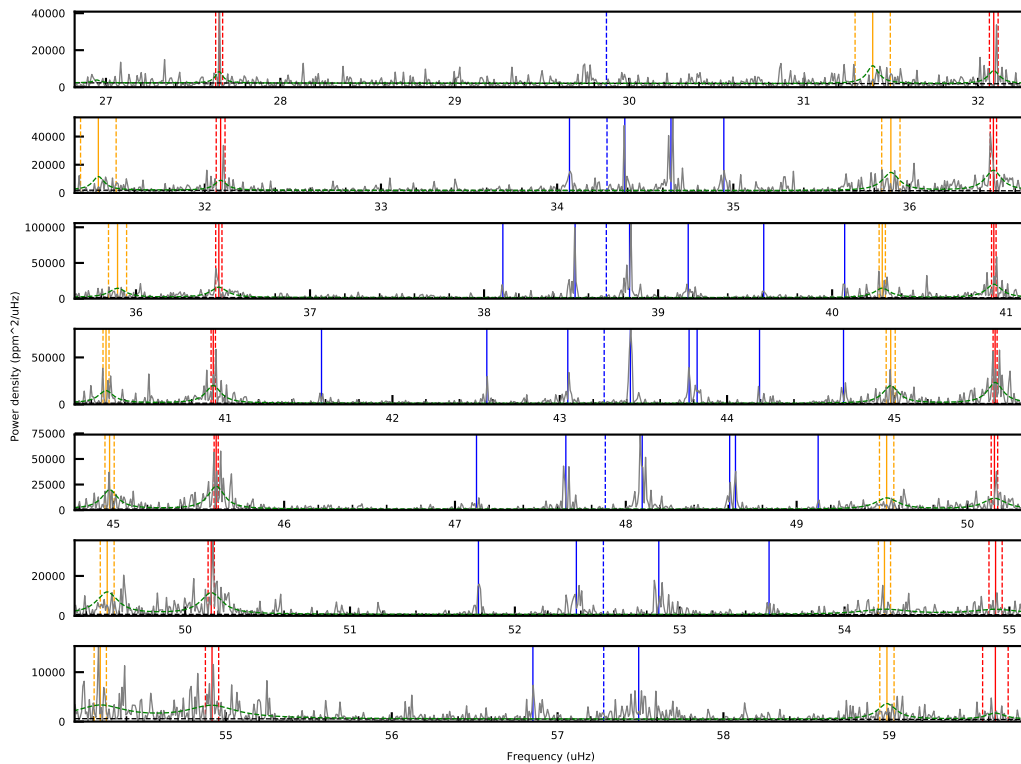 40000
20000
0
27 28 29 30 31 32
40000
20000
0
32 33 34 35 36
100000
50000
0
36 37 38 39 40 41
50000
0
41 42 43 44 45
75000
50000
25000
0
45 46 47 48 49 50
20000
0
50 51 52 53 54 55
10000
0
55 56 57 58 59
Power density (ppm^2/uHz)
Frequency (uHz)